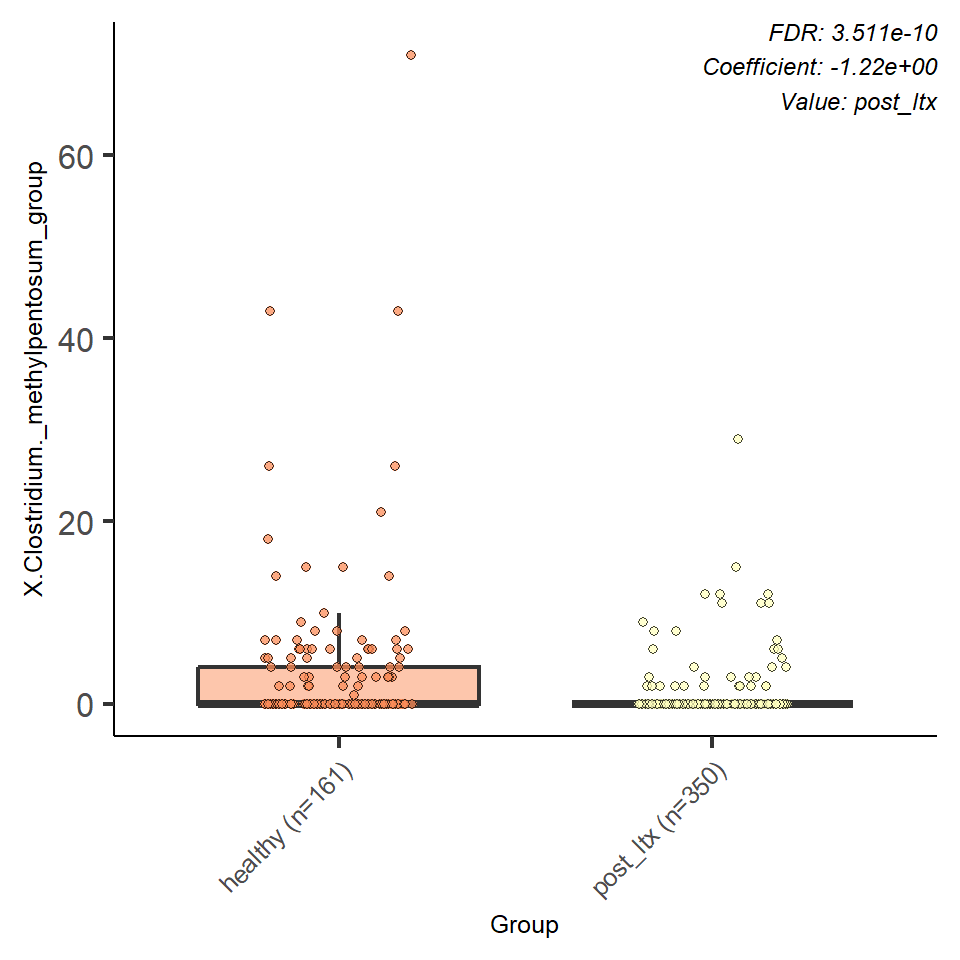 FDR: 3.511e-10
Coefficient: -1.22e+00
Value: post_ltx
X.Clostridium._methylpentosum_group
60
40
20
0
healthy (n=161)
post_ltx (n=350)
Group